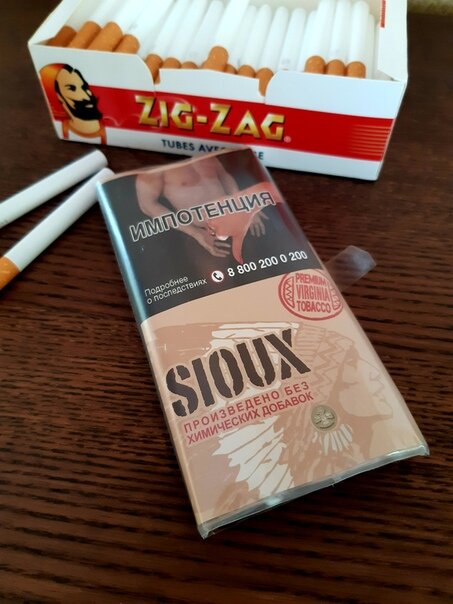 ZIG-ZAG
TUBES
ИМПОТЕНЦИЯ
Подробнее
о последствиях
8 800 200 0 200
PREMIUM
VIRGINIA
TOBACCO
SIOUX
ПРОИЗВЕДЕНО БЕЗ
ХИМИЧЕСКИХ ДОБАВОК